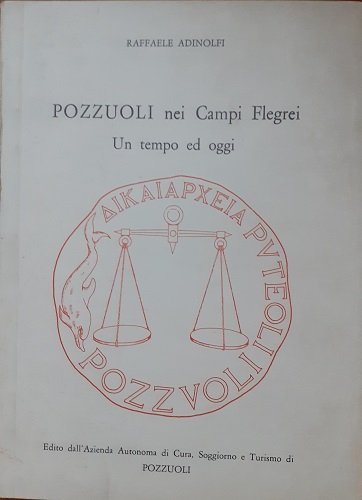 RAFFAELE ADINOLFI
POZZUOLI nei Campi Flegrei
Un tempo ed oggi
ΔΙΚΑΙΑΡΧΕΙΑ
PVTEOLI
POZZVOLI
Edito dall'Azienda Autonoma di Cura, Soggiorno e Turismo di
POZZUOLI